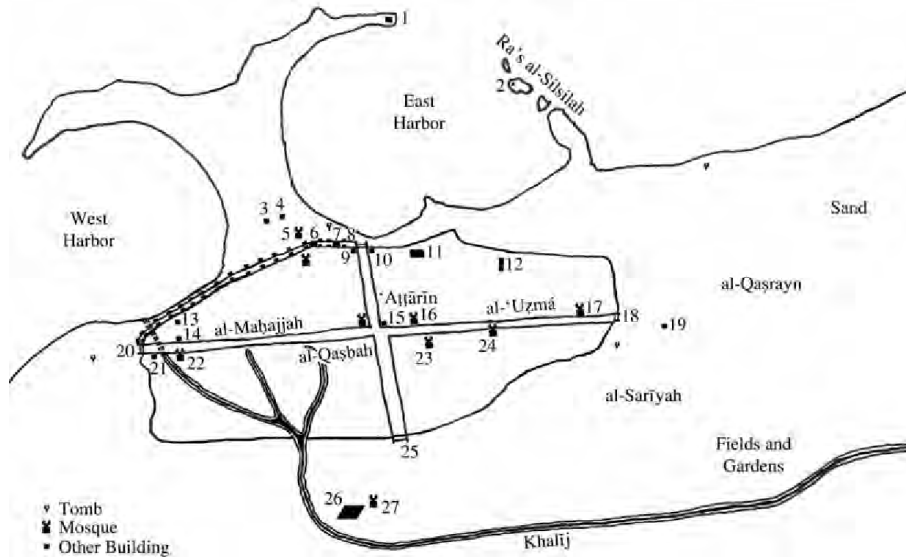 1
Ra's al-Silsilah
2
East
Harbor
West
Harbor
Sand
3
4
5
6
7
8
9
10
11
12
al-Qaṣrayn
'Aṭṭārīn
al-'Uẓmá
13
14
al-Maḥajjah
15
16
17
18
19
20
21
22
al-Qaṣbah
23
24
al-Sarīyah
25
Fields and
Gardens
26
27
Khalīj
Tomb
Mosque
Other Building